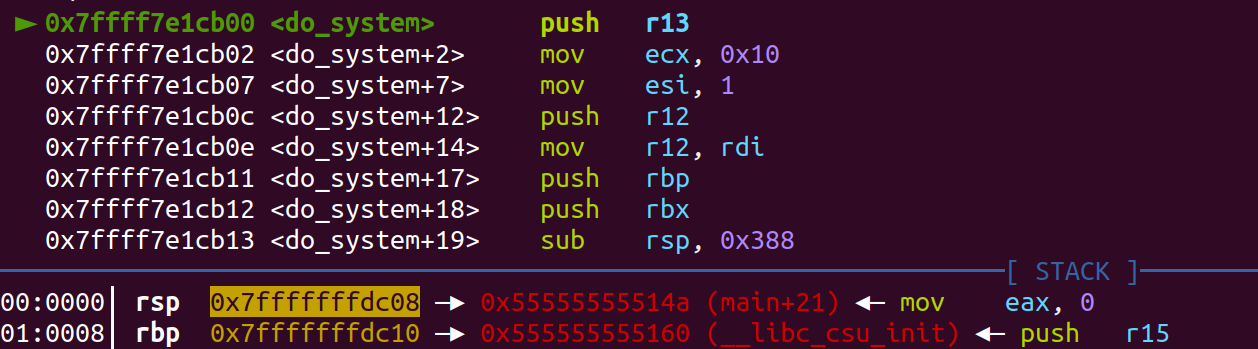 ► 0x7ffff7e1cb00 <do_system> push r13
0x7ffff7e1cb02 <do_system+2> mov ecx, 0x10
0x7ffff7e1cb07 <do_system+7> mov esi, 1
0x7ffff7e1cb0c <do_system+12> push r12
0x7ffff7e1cb0e <do_system+14> mov r12, rdi
0x7ffff7e1cb11 <do_system+17> push rbp
0x7ffff7e1cb12 <do_system+18> push rbx
0x7ffff7e1cb13 <do_system+19> sub rsp, 0x388
[ STACK ]
00:0000│ rsp 0x7fffffffdc08 —► 0x55555555514a (main+21) ◄— mov eax, 0
01:0008│ rbp 0x7fffffffdc10 —► 0x555555555160 (__libc_csu_init) ◄— push r15